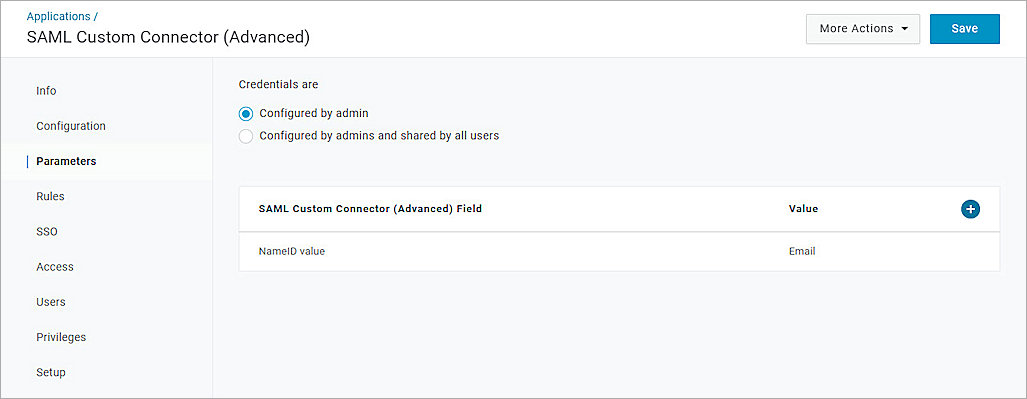 Applications /
SAML Custom Connector (Advanced)
More Actions
Save
Info
Configuration
Parameters
Rules
SSO
Access
Users
Privileges
Setup
Credentials are
Configured by admin
Configured by admins and shared by all users
SAML Custom Connector (Advanced) Field Value
NameID value Email